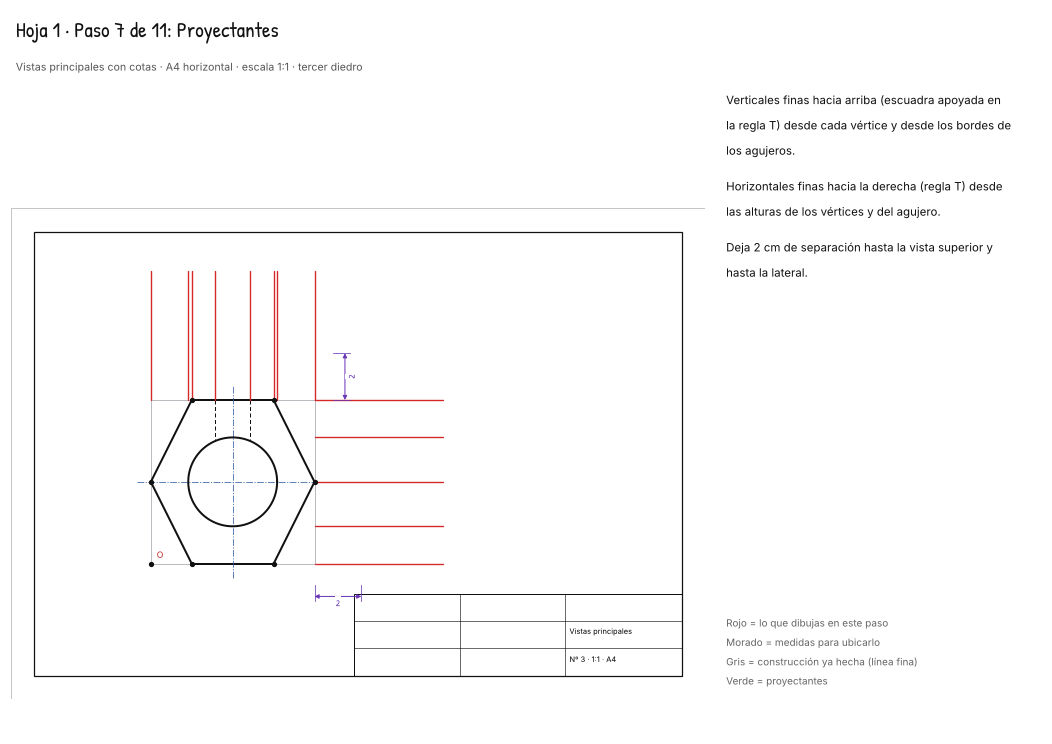 Hoja 1 · Paso 7 de 11: Proyectantes
Vistas principales con cotas · A4 horizontal · escala 1:1 · tercer diedro
Verticales finas hacia arriba (escuadra apoyada en
la regla T) desde cada vértice y desde los bordes de
los agujeros.
Horizontales finas hacia la derecha (regla T) desde
las alturas de los vértices y del agujero.
Deja 2 cm de separación hasta la vista superior y
hasta la lateral.
2
O
2
Vistas principales
Nº 3 · 1:1 · A4
Rojo = lo que dibujas en este paso
Morado = medidas para ubicarlo
Gris = construcción ya hecha (línea fina)
Verde = proyectantes